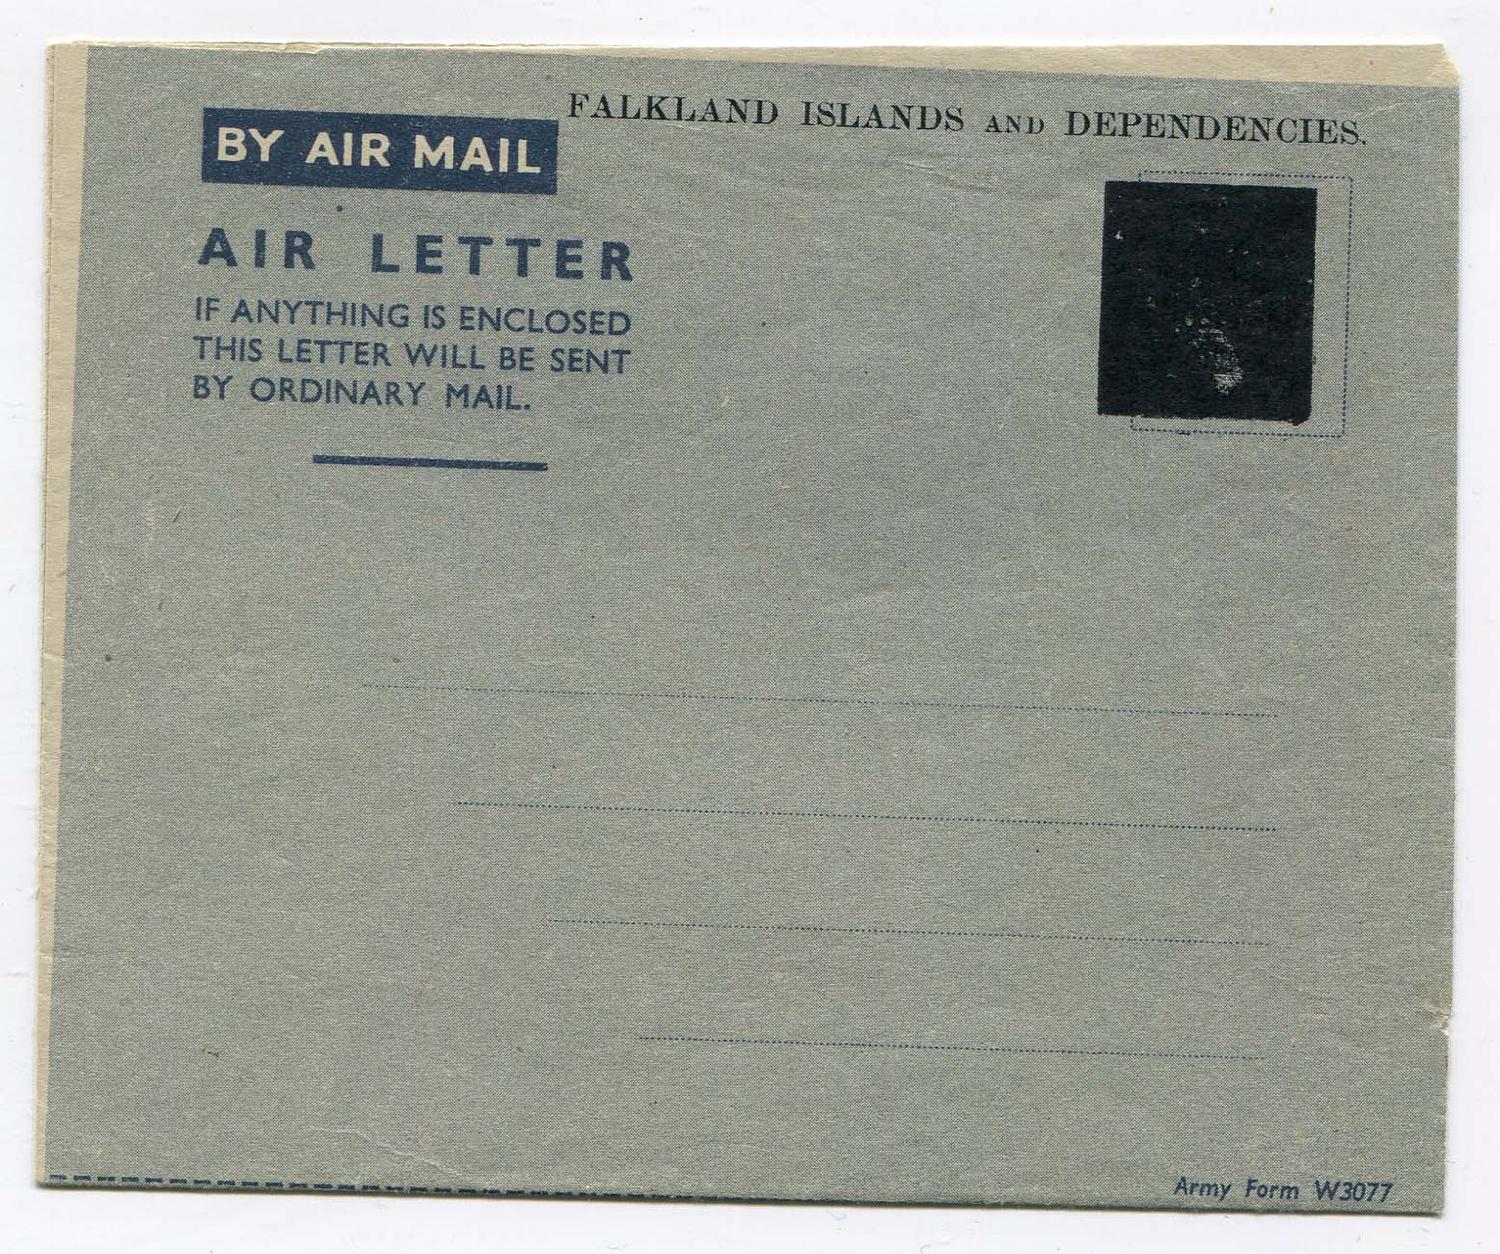 FALKLAND ISLANDS AND DEPENDENCIES.
BY AIR MAIL
AIR LETTER
IF ANYTHING IS ENCLOSED
THIS LETTER WILL BE SENT
BY ORDINARY MAIL.
Army Form W3077